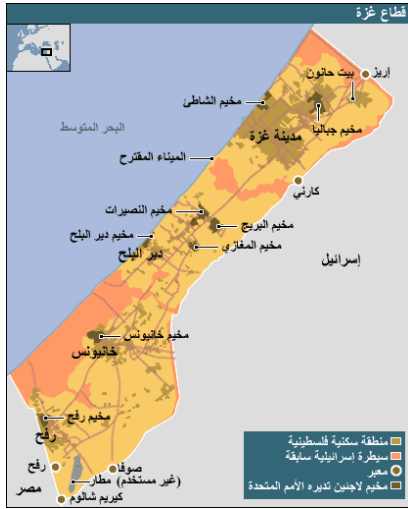 قطاع غزة
إريز
بيت حانون
مخيم الشاطئ
مخيم جباليا
مدينة غزة
البحر المتوسط
الميناء المقترح
كارني
مخيم النصيرات
مخيم البريج
مخيم دير البلح
مخيم المغازي
دير البلح
إسرائيل
مخيم خانيونس
خانيونس
مخيم رفح
رفح
رفح
صوفا
مطار (غير مستخدم)
مصر
كيريم شالوم
منطقة سكنية فلسطينية
سيطرة إسرائيلية سابقة
معبر
مخيم لاجئين تديره الأمم المتحدة